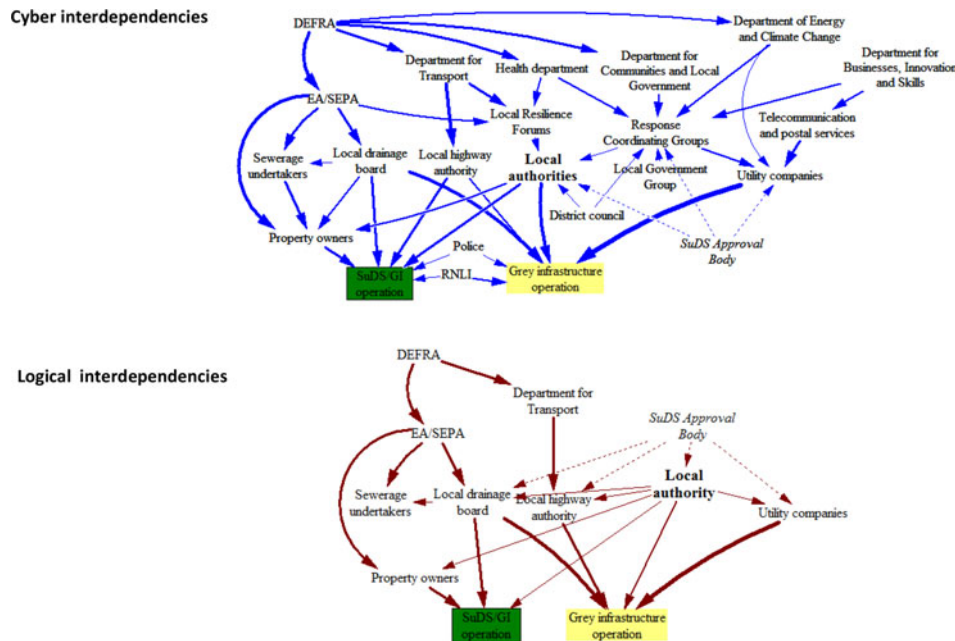 Cyber interdependencies
DEFRA
Department of Energy
and Climate Change
Department for
Transport
Health department
Department for
Communities and Local
Government
Department for
Businesses, Innovation
and Skills
EA/SEPA
Local Resilience
Forums
Response
Coordinating Groups
Telecommunication
and postal services
Sewerage
undertakers
Local drainage
board
Local highway
authority
Local
authorities
Local Government
Group
Utility companies
District council
Property owners
Police
SuDS Approval
Body
SuDS/GI
operation
RNLI
Grey infrastructure
operation
Logical interdependencies
DEFRA
Department for
Transport
EA/SEPA
SuDS Approval
Body
Sewerage
undertakers
Local drainage
board
Local highway
authority
Local
authority
Utility companies
Property owners
SuDS/GI
operation
Grey infrastructure
operation